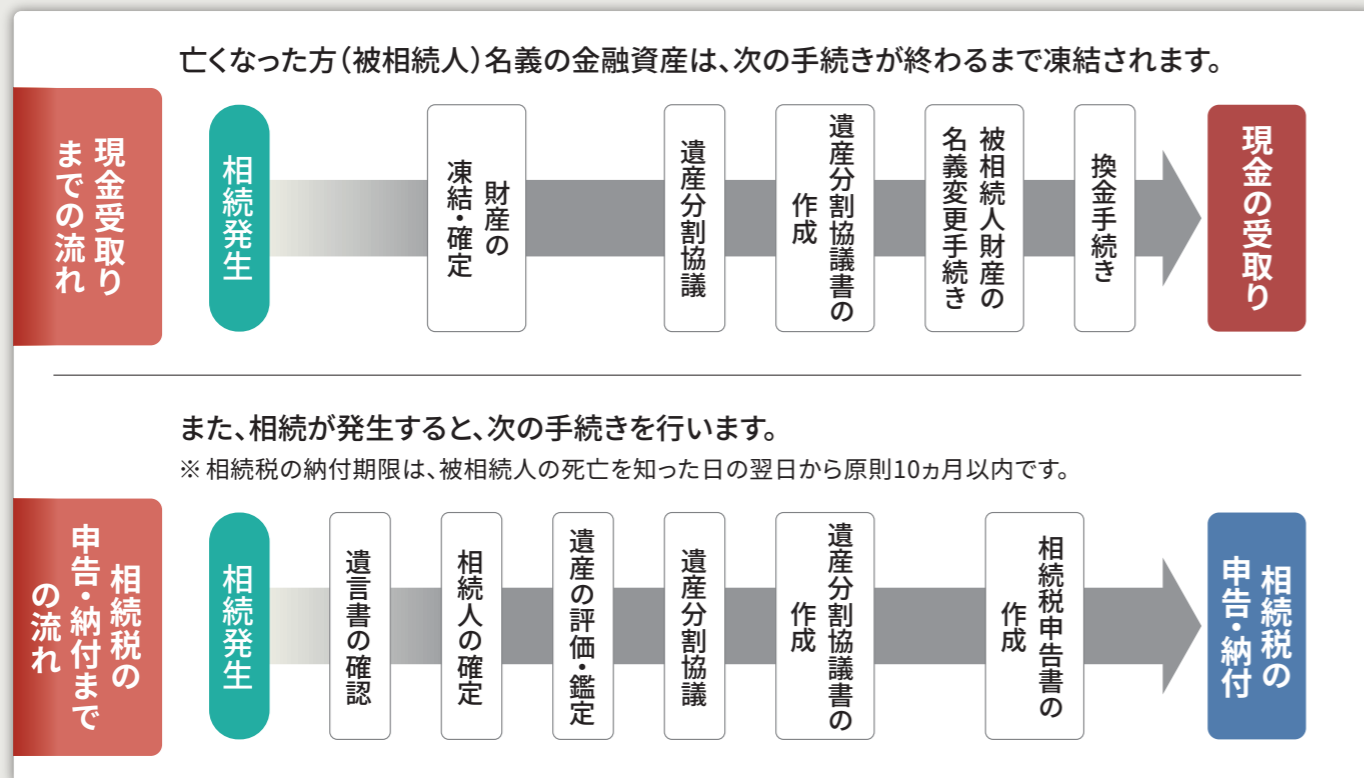 亡くなった方(被相続人)名義の金融資産は、次の手続きが終わるまで凍結されます。
現金受取り
までの流れ
相続発生
財産の
凍結・確定
遺産分割協議
遺産分割協議書の
作成
被相続人財産の
名義変更手続き
換金手続き
現金の受取り
また、相続が発生すると、次の手続きを行います。
※ 相続税の納付期限は、被相続人の死亡を知った日の翌日から原則10ヵ月以内です。
相続税の
申告・納付まで
の流れ
相続発生
遺言書の確認
相続人の確定
遺産の評価・鑑定
遺産分割協議
遺産分割協議書の
作成
相続税申告書の
作成
相続税の
申告・納付